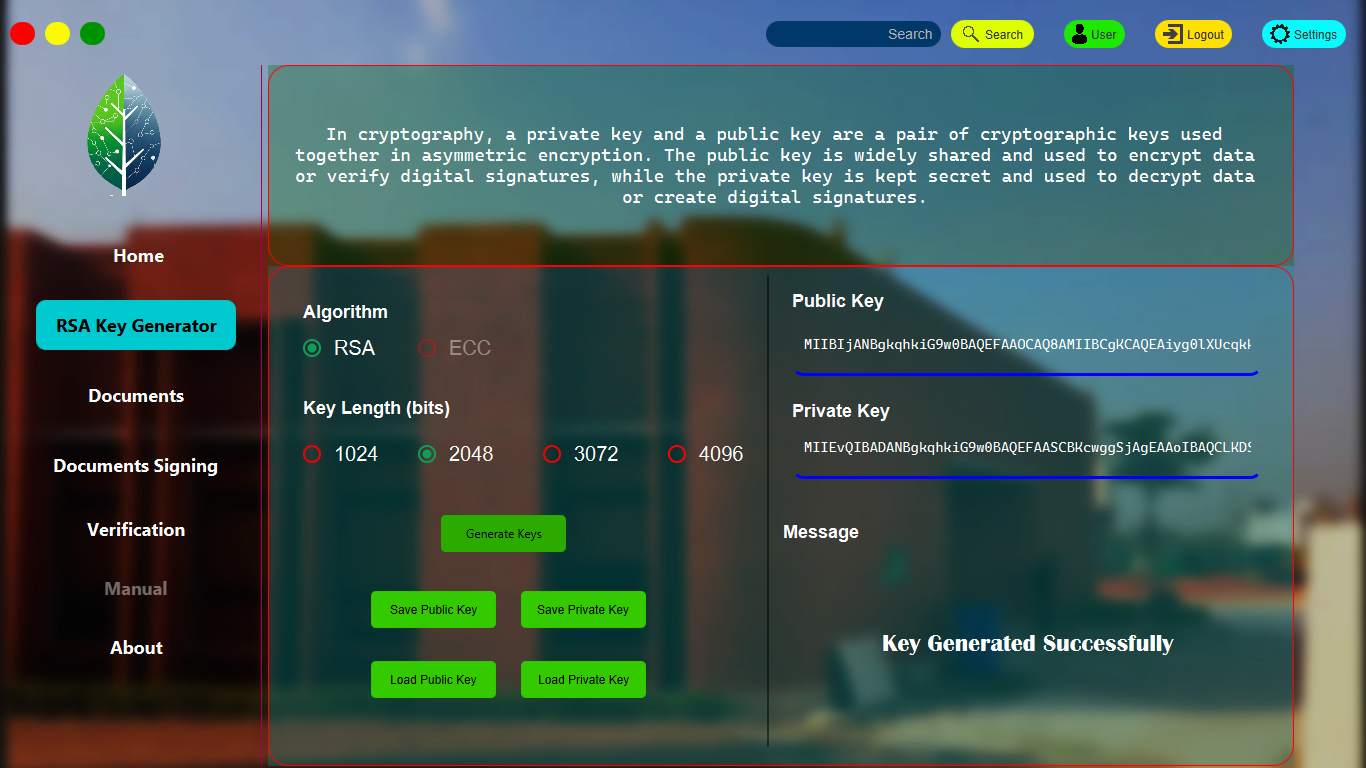 Search
Search
User
Logout
Settings
In cryptography, a private key and a public key are a pair of cryptographic keys used
together in asymmetric encryption. The public key is widely shared and used to encrypt data
or verify digital signatures, while the private key is kept secret and used to decrypt data
or create digital signatures.
Home
RSA Key Generator
Documents
Documents Signing
Verification
Manual
About
Algorithm
RSA
ECC
Key Length (bits)
1024
2048
3072
4096
Generate Keys
Save Public Key
Save Private Key
Load Public Key
Load Private Key
Public Key
MIIBIjANBgkqhkiG9w0BAQEFAAOCAQ8AMIIBCgKCAQEAiyg0lXUcqkk
Private Key
MIIEvQIBADANBgkqhkiG9w0BAQEFAASCBKcwggSjAgEAAoIBAQCLKDS
Message
Key Generated Successfully